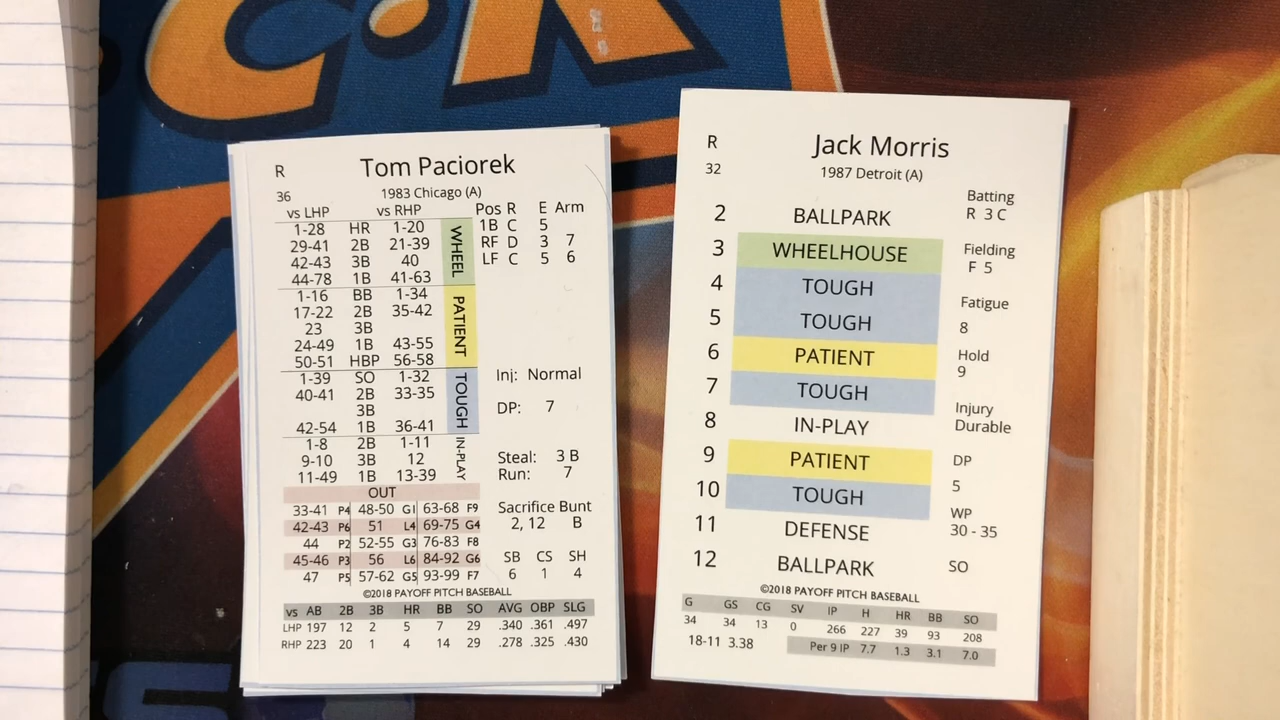 C.K
R
Tom Paciorek
36
1983 Chicago (A)
vs LHP vs RHP Pos R E Arm
1-28 HR 1-20 1B C 5
29-41 2B 21-39 RF D 3 7
42-43 3B 40 LF C 5 6
44-78 1B 41-63
WHEEL
1-16 BB 1-34
17-22 2B 35-42
23 3B
24-49 1B 43-55
50-51 HBP 56-58
PATIENT
1-39 SO 1-32 Inj: Normal
40-41 2B 33-35
3B DP: 7
42-54 1B 36-41
TOUGH
1-8 2B 1-11
9-10 3B 12 Steal: 3 B
11-49 1B 13-39 Run: 7
IN-PLAY
OUT
33-41 P4 48-50 G1 63-68 F9 Sacrifice Bunt
42-43 P6 51 L4 69-75 G4 2, 12 B
44 P2 52-55 G3 76-83 F8
45-46 P3 56 L6 84-92 G6 SB CS SH
47 P5 57-62 G5 93-99 F7 6 1 4
©2018 PAYOFF PITCH BASEBALL
vs AB 2B 3B HR BB SO AVG OBP SLG
LHP 197 12 2 5 7 29 .340 .361 .497
RHP 223 20 1 4 14 29 .278 .325 .430
R
Jack Morris
32
1987 Detroit (A)
Batting
R 3 C
2 BALLPARK
3 WHEELHOUSE
Fielding
F 5
4 TOUGH
Fatigue
5 TOUGH
8
6 PATIENT
Hold
9
7 TOUGH
Injury
8 IN-PLAY
Durable
9 PATIENT
DP
5
10 TOUGH
WP
11 DEFENSE
30 - 35
12 BALLPARK
SO
©2018 PAYOFF PITCH BASEBALL
G GS CG SV IP H HR BB SO
34 34 13 0 266 227 39 93 208
18-11 3.38 Per 9 IP 7.7 1.3 3.1 7.0